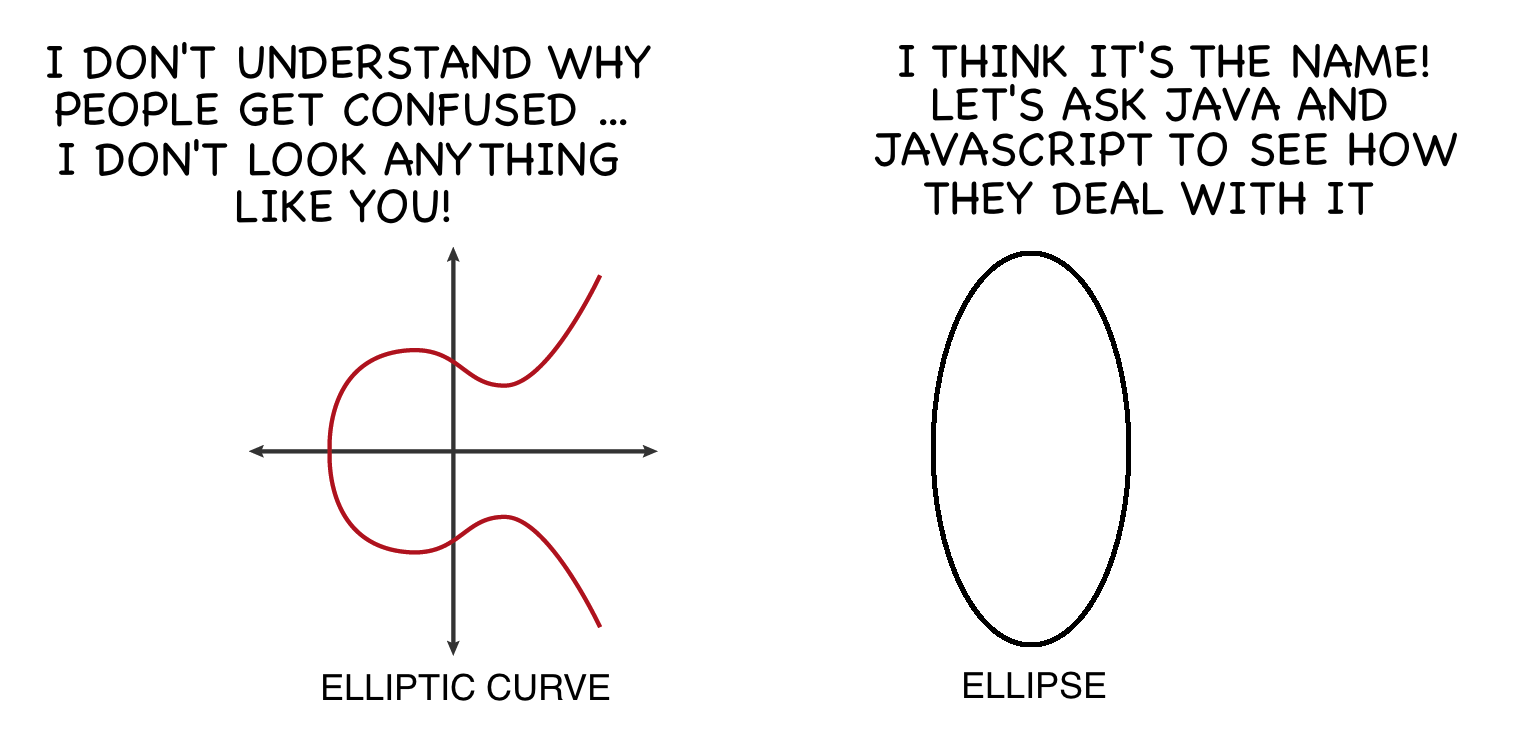 I DON'T UNDERSTAND WHY
PEOPLE GET CONFUSED ...
I DON'T LOOK ANYTHING
LIKE YOU!
I THINK IT'S THE NAME!
LET'S ASK JAVA AND
JAVASCRIPT TO SEE HOW
THEY DEAL WITH IT
ELLIPTIC CURVE
ELLIPSE